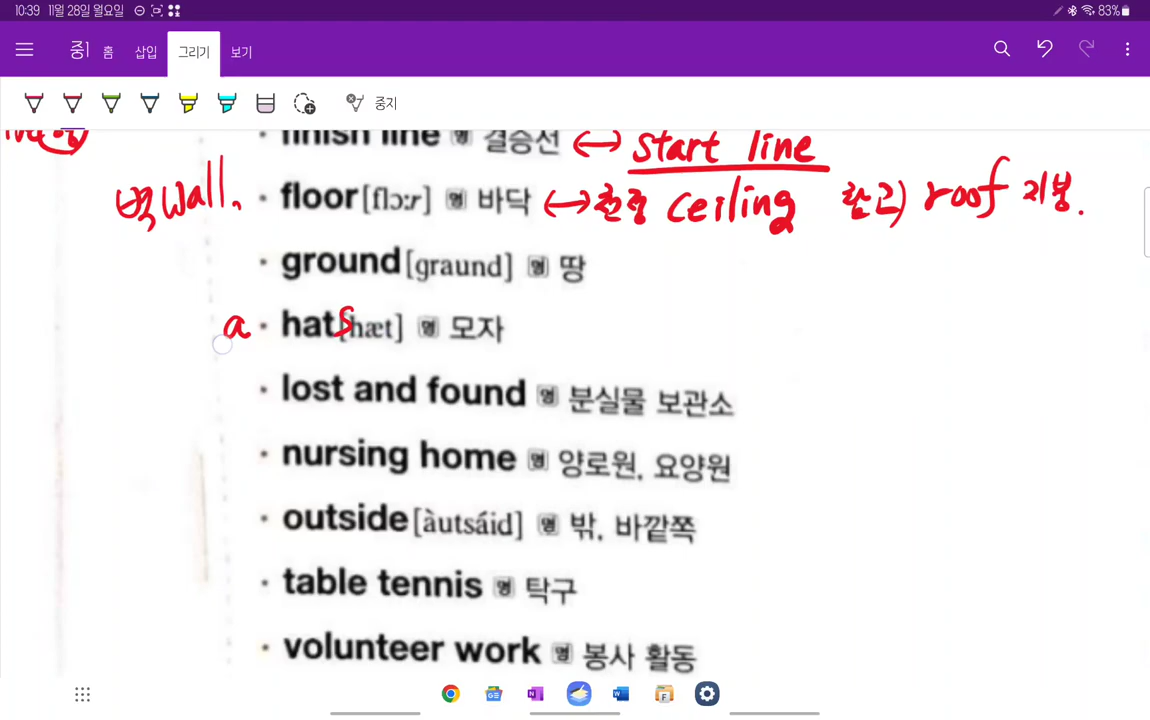 10:39 11월 28일 월요일 83%
중1 홈 삽입 그리기 보기
중지
finish line 명 결승선 ↔ start line
벽 wall. floor [flɔːr] 명 바닥 ↔ 천장 ceiling 참고) roof 지붕.
· ground [graund] 명 땅
a · hats [hæt] 명 모자
· lost and found 명 분실물 보관소
· nursing home 명 양로원, 요양원
· outside [àutsáid] 명 밖, 바깥쪽
· table tennis 명 탁구
· volunteer work 명 봉사 활동